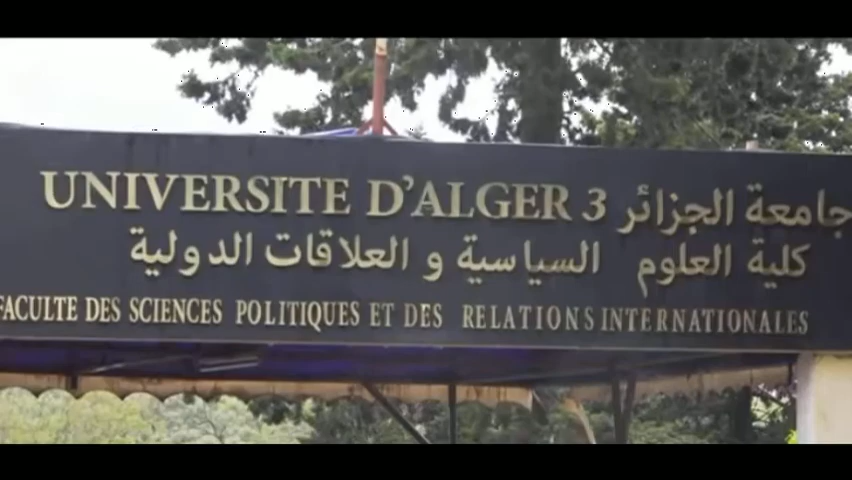 UNIVERSITE D'ALGER 3 جامعة الجزائر
كلية العلوم السياسية و العلاقات الدولية
FACULTE DES SCIENCES POLITIQUES ET DES RELATIONS INTERNATIONALES